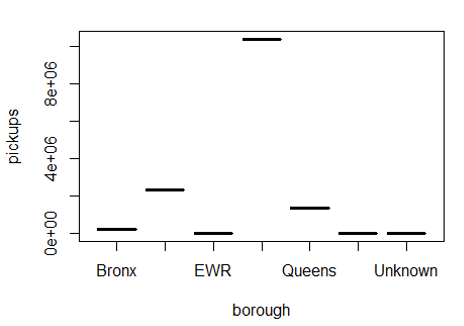 8e+06
4e+06
0e+00
pickups
Bronx EWR Queens Unknown
borough